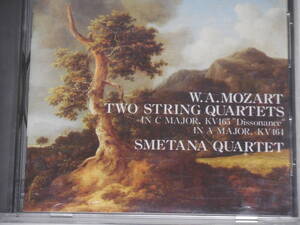 W.A.MOZART
TWO STRING QUARTETS
IN C MAJOR, KV465 "Dissonance"
IN A MAJOR, KV464
SMETANA QUARTET